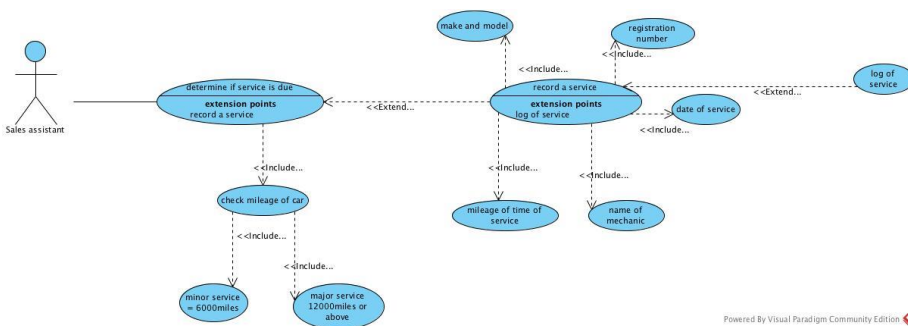 make and model
registration
number
<<Include...
<<Include...
log of
service
determine if service is due
extension points
record a service
<<Extend...
record a service
extension points
log of service
<<Extend...
date of service
<<Include...
Sales assistant
<<Include...
<<Include...
<<Include...
check mileage of car
mileage of time of
service
name of
mechanic
<<Include...
<<Include...
minor service
= 6000miles
major service
12000miles or
above
Powered By Visual Paradigm Community Edition